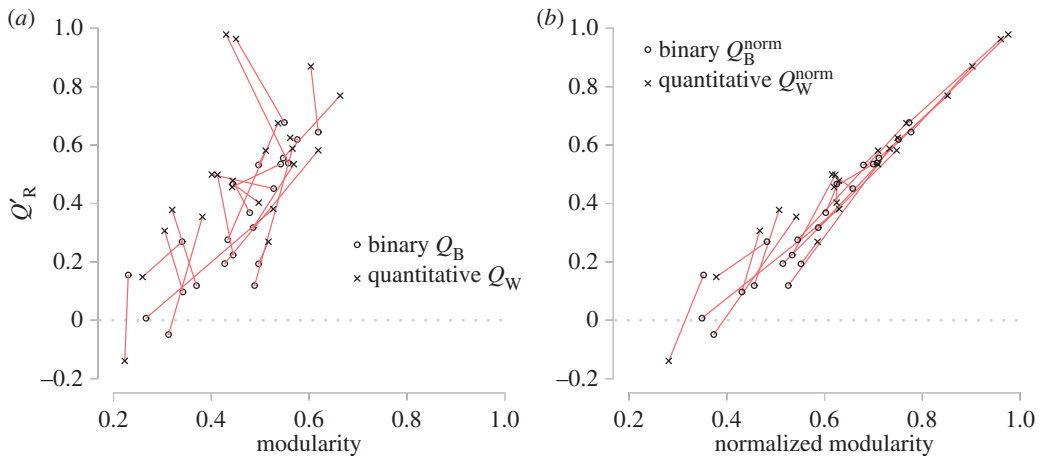 (a)
1.0
0.8
0.6
0.4
0.2
0
–0.2
Q′R
binary QB
quantitative QW
0.2 0.4 0.6 0.8 1.0
modularity
(b)
1.0
0.8
0.6
0.4
0.2
0
–0.2
binary QBnorm
quantitative QWnorm
0.2 0.4 0.6 0.8 1.0
normalized modularity